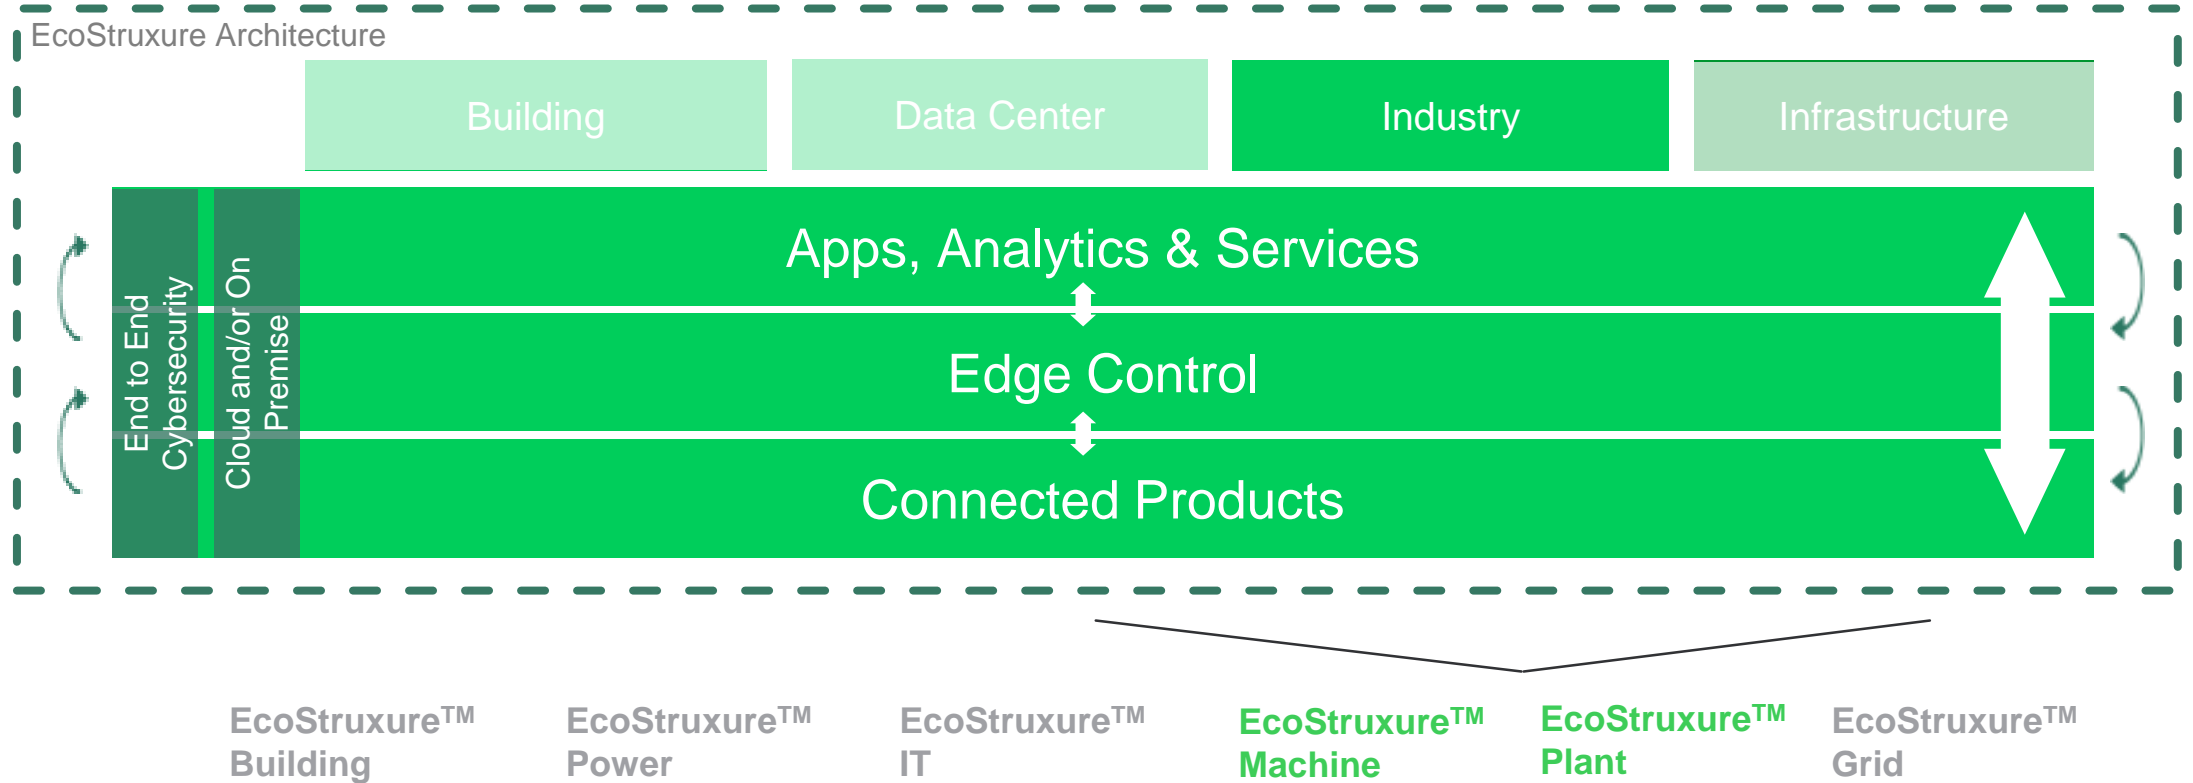 EcoStruxure Architecture
Building
Data Center
Industry
Infrastructure
End to End
Cybersecurity
Cloud and/or On
Premise
Apps, Analytics & Services
Edge Control
Connected Products
EcoStruxure™
Building
EcoStruxure™
Power
EcoStruxure™
IT
EcoStruxure™
Machine
EcoStruxure™
Plant
EcoStruxure™
Grid